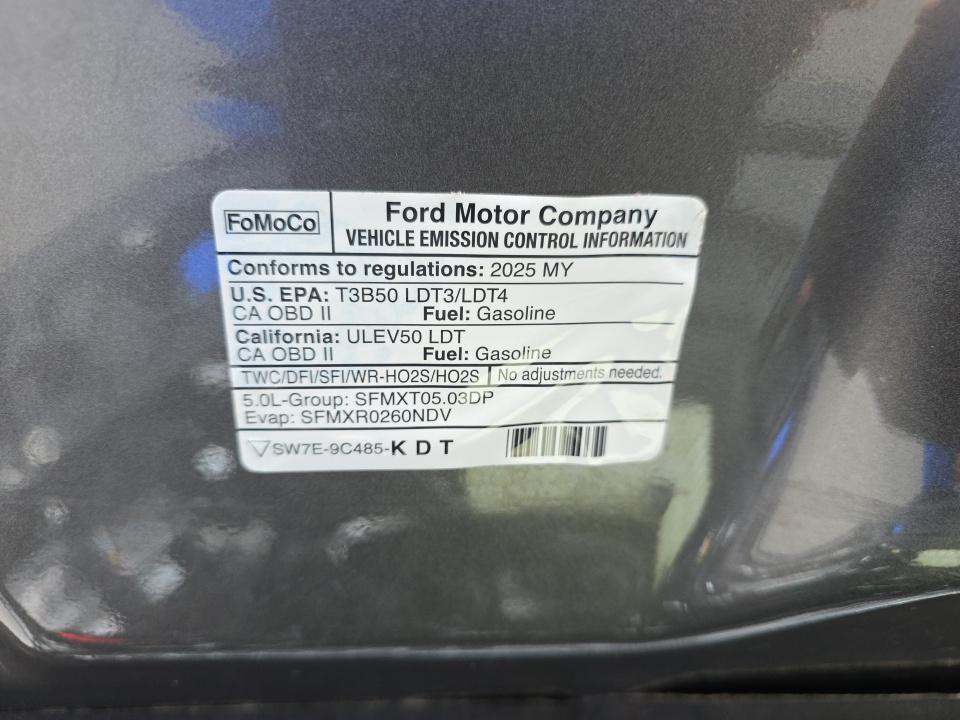 FoMoCo
Ford Motor Company
VEHICLE EMISSION CONTROL INFORMATION
Conforms to regulations: 2025 MY
U.S. EPA: T3B50 LDT3/LDT4
CA OBD II Fuel: Gasoline
California: ULEV50 LDT
CA OBD II Fuel: Gasoline
TWC/DFI/SFI/WR-HO2S/HO2S No adjustments needed.
5.0L-Group: SFMXT05.03DP
Evap: SFMXR0260NDV
SW7E-9C485-K D T